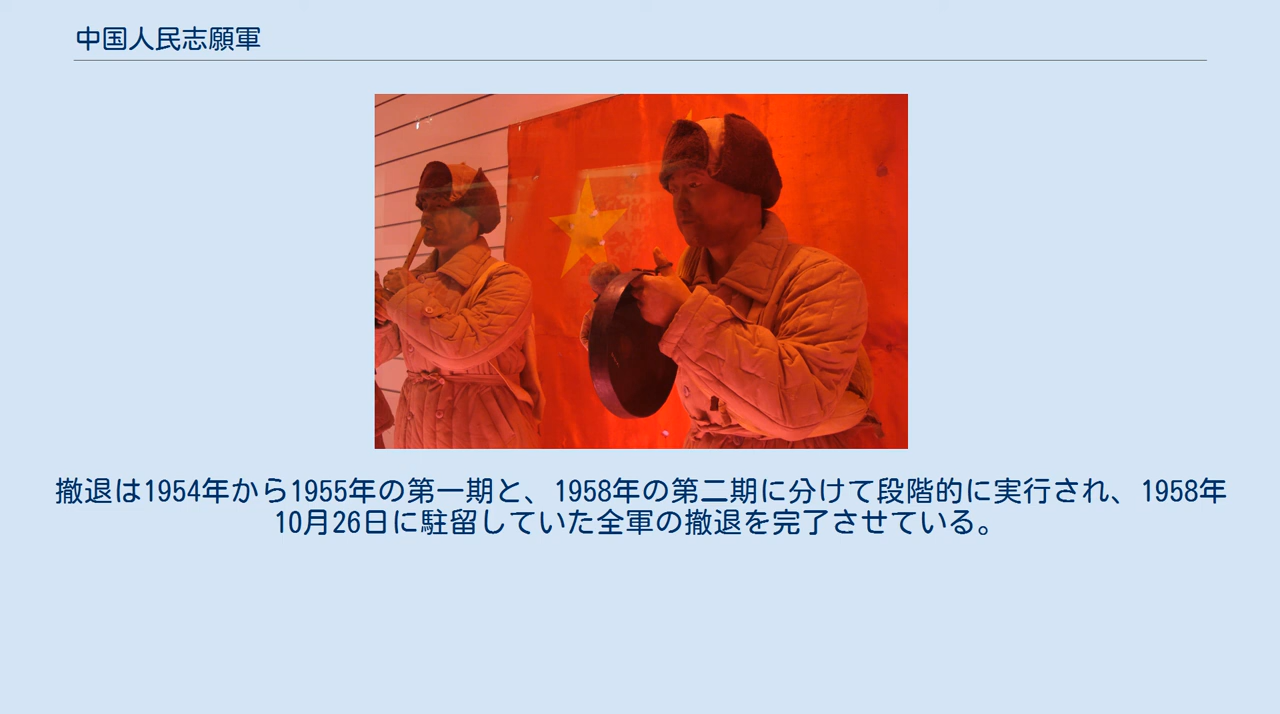 中国人民志願軍
撤退は1954年から1955年の第一期と、1958年の第二期に分けて段階的に実行され、1958年
10月26日に駐留していた全軍の撤退を完了させている。